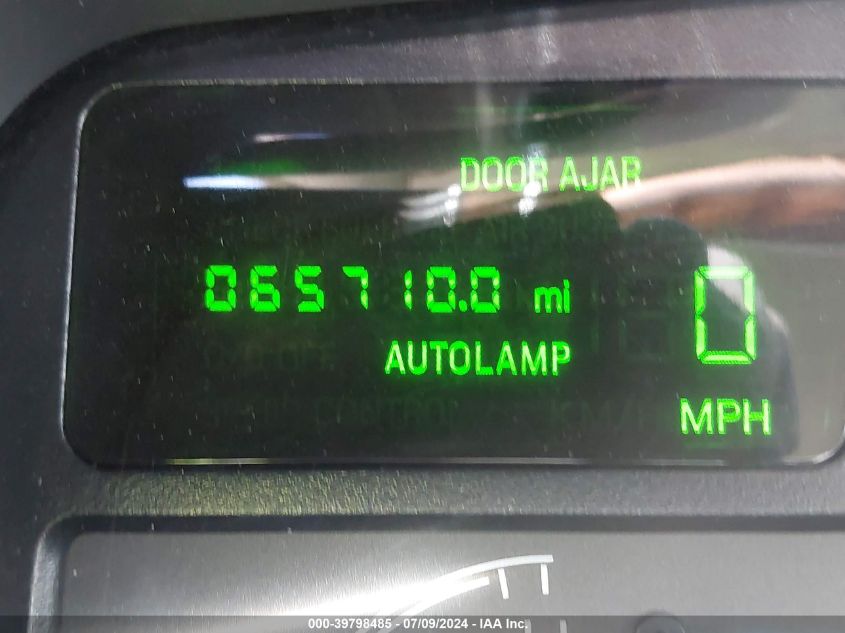 DOOR AJAR
065710.0 mi
0
AUTOLAMP
MPH
000-39798485 - 07/09/2024 - IAA Inc.